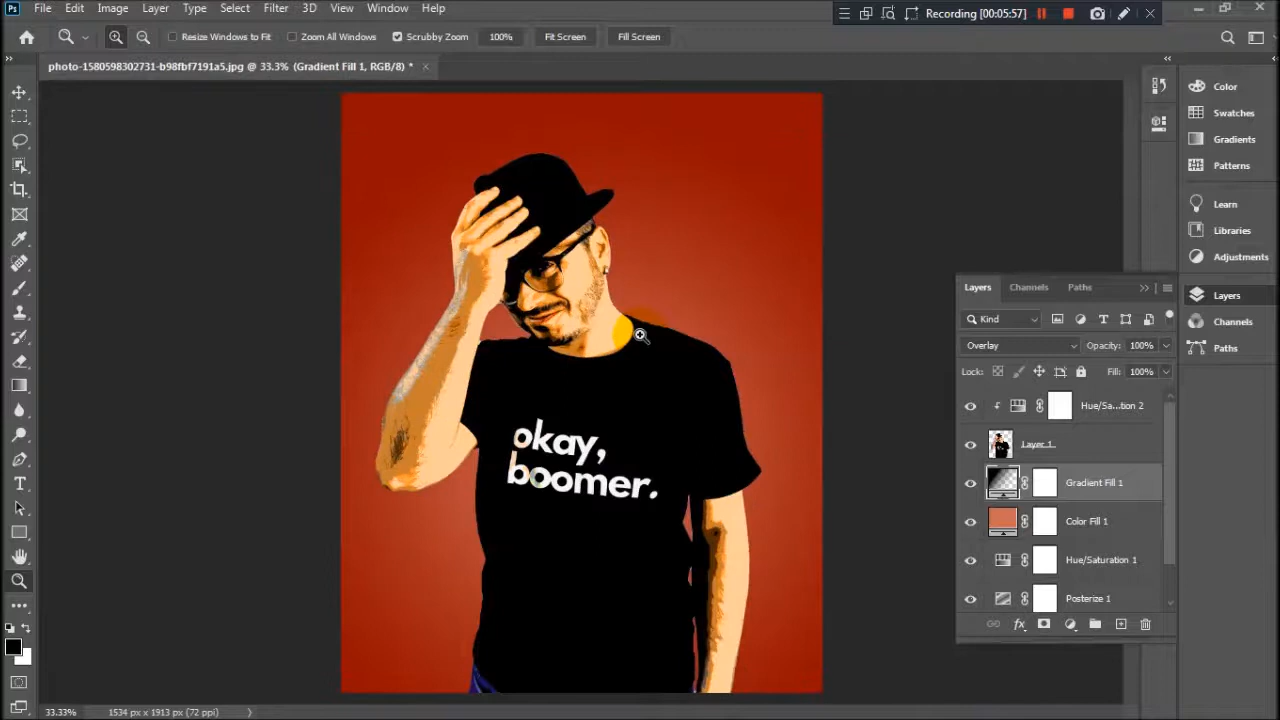 Ps File Edit Image Layer Type Select Filter 3D View Window Help Recording [00:05:57]
Resize Windows to Fit Zoom All Windows Scrubby Zoom 100% Fit Screen Fill Screen
photo-1580598302731-b98fbf7191a5.jpg @ 33.3% (Gradient Fill 1, RGB/8) *
Color
Swatches
Gradients
Patterns
Learn
Libraries
Adjustments
Layers
Channels
Paths
Layers Channels Paths
Kind
Overlay Opacity: 100%
Lock: Fill: 100%
Hue/Sa...tion 2
Layer 1
Gradient Fill 1
Color Fill 1
Hue/Saturation 1
Posterize 1
fx
okay,
boomer.
T
33.33% 1534 px x 1913 px (72 ppi)